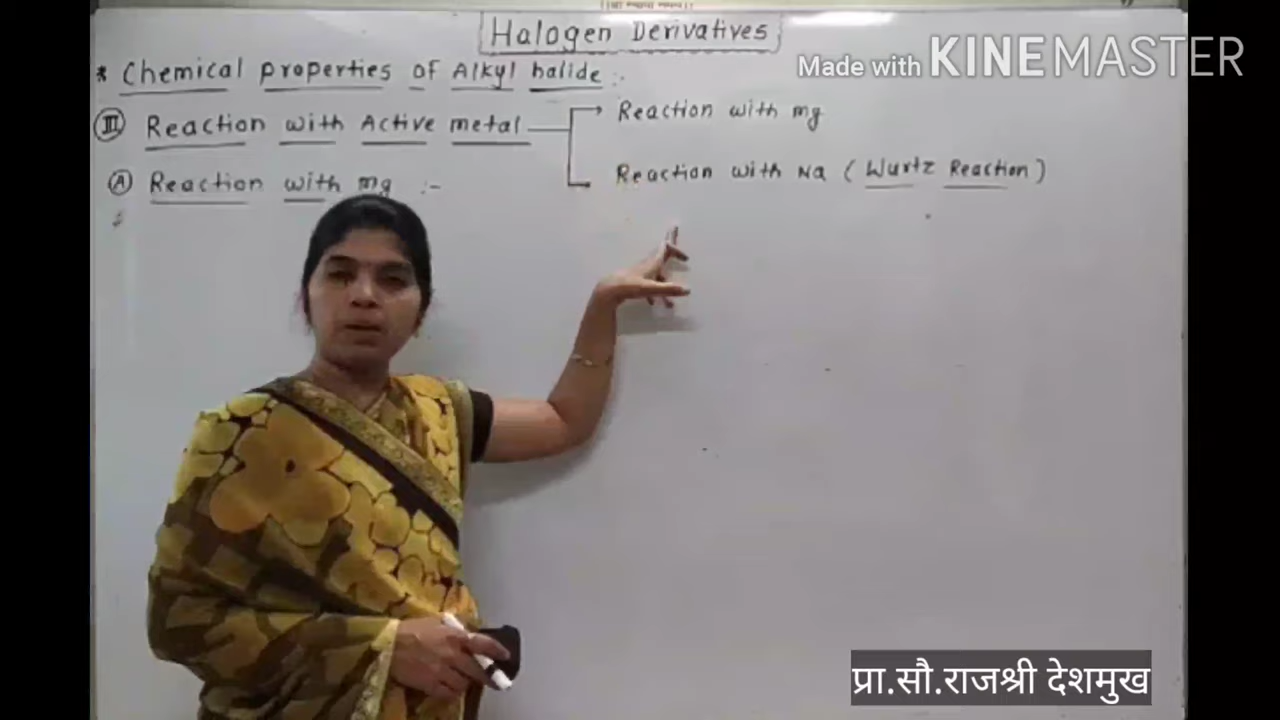 Halogen Derivatives
Made with KINEMASTER
* Chemical properties of Alkyl halide :-
III Reaction with Active metal
Reaction with mg
Reaction with Na ( Wurtz Reaction )
A Reaction with mg :-
प्रा.सौ.राजश्री देशमुख